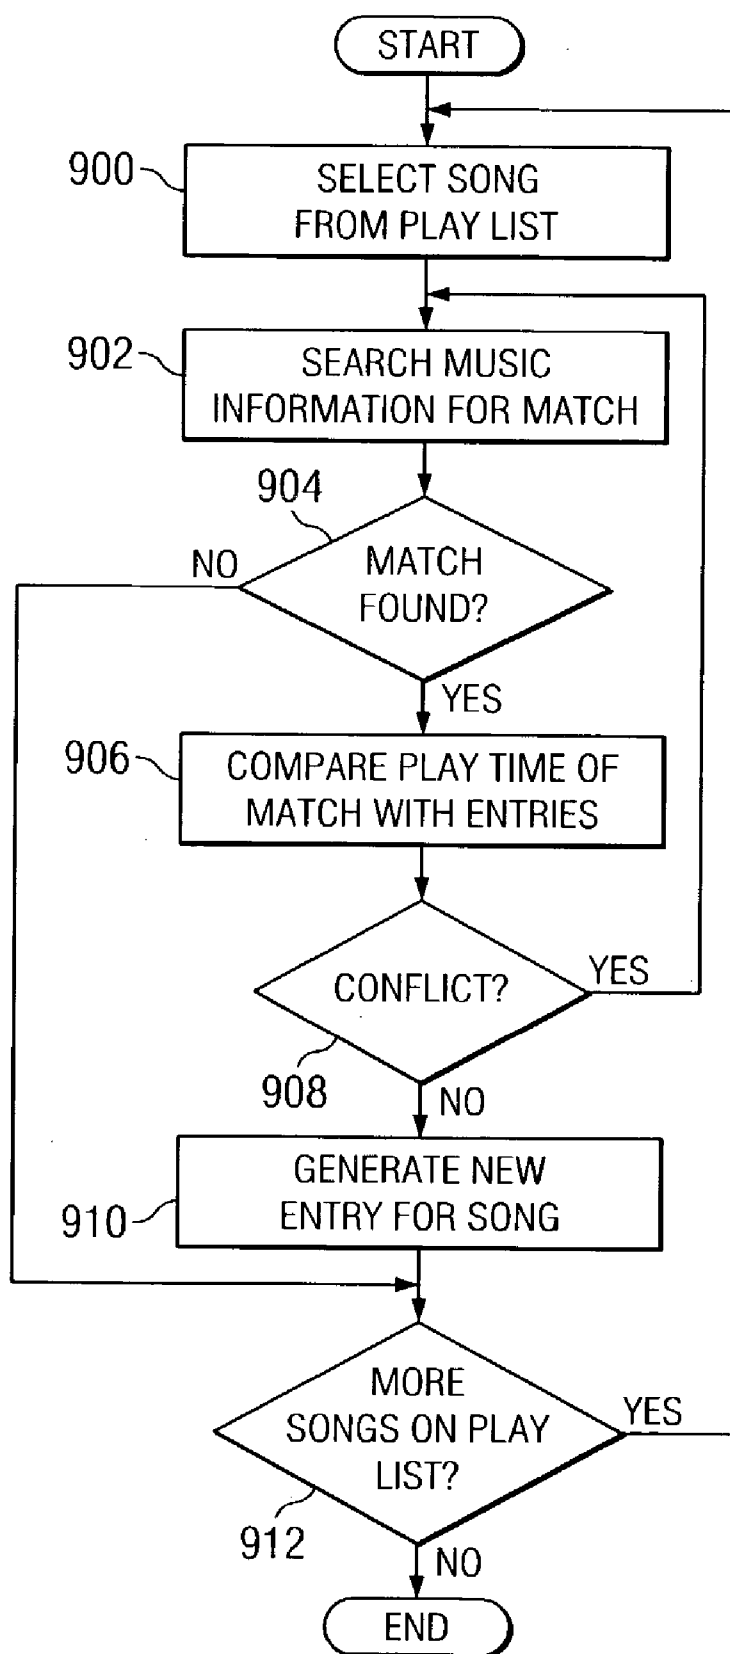 START
900
SELECT SONG
FROM PLAY LIST
902
SEARCH MUSIC
INFORMATION FOR MATCH
904
NO
MATCH
FOUND?
YES
906
COMPARE PLAY TIME OF
MATCH WITH ENTRIES
CONFLICT?
YES
908
NO
GENERATE NEW
ENTRY FOR SONG
910
MORE
SONGS ON PLAY
LIST?
YES
912
NO
END